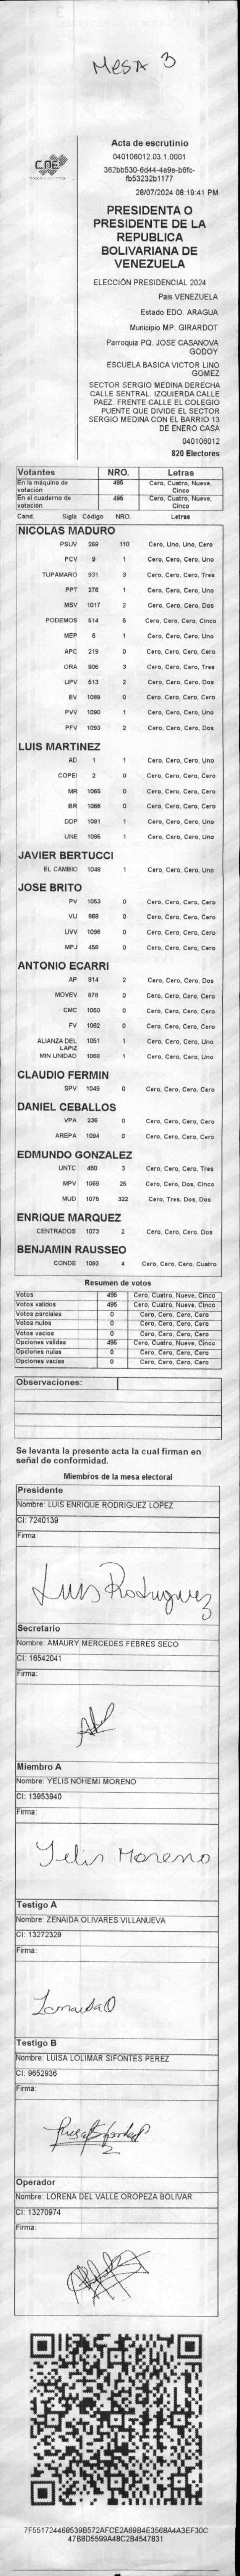 MESA 3
CNE
Acta de escrutinio
040106012.03.1.0001
362bb530-6d44-4e9e-b6fc-
fb53232b1177
28/07/2024 08:19:41 PM
PRESIDENTA O
PRESIDENTE DE LA
REPUBLICA
BOLIVARIANA DE
VENEZUELA
ELECCIÓN PRESIDENCIAL 2024
Pais VENEZUELA
Estado EDO. ARAGUA
Municipio MP. GIRARDOT
Parroquia PQ. JOSE CASANOVA
GODOY
ESCUELA BASICA VICTOR LINO
GOMEZ
SECTOR SERGIO MEDINA DERECHA
CALLE SENTRAL. IZQUIERDA CALLE
PAEZ. FRENTE CALLE EL COLEGIO
PUENTE QUE DIVIDE EL SECTOR
SERGIO MEDINA CON EL BARRIO 13
DE ENERO CASA
040106012
820 Electores
Votantes NRO. Letras
En la máquina de votación 495 Cero, Cuatro, Nueve, Cinco
En el cuaderno de votación 495 Cero, Cuatro, Nueve, Cinco
Cand. Sigla Código NRO. Letras
NICOLAS MADURO
PSUV 269 110 Cero, Uno, Uno, Cero
PCV 9 1 Cero, Cero, Cero, Uno
TUPAMARO 931 3 Cero, Cero, Cero, Tres
PPT 276 1 Cero, Cero, Cero, Uno
MSV 1017 2 Cero, Cero, Cero, Dos
PODEMOS 514 5 Cero, Cero, Cero, Cinco
MEP 6 1 Cero, Cero, Cero, Uno
APC 219 0 Cero, Cero, Cero, Cero
ORA 906 3 Cero, Cero, Cero, Tres
UPV 513 2 Cero, Cero, Cero, Dos
EV 1089 0 Cero, Cero, Cero, Cero
PVV 1090 1 Cero, Cero, Cero, Uno
PFV 1093 2 Cero, Cero, Cero, Dos
LUIS MARTINEZ
AD 1 1 Cero, Cero, Cero, Uno
COPEI 2 0 Cero, Cero, Cero, Cero
MR 1065 0 Cero, Cero, Cero, Cero
BR 1088 0 Cero, Cero, Cero, Cero
DDP 1091 1 Cero, Cero, Cero, Uno
UNE 1095 1 Cero, Cero, Cero, Uno
JAVIER BERTUCCI
EL CAMBIO 1048 1 Cero, Cero, Cero, Uno
JOSE BRITO
PV 1053 0 Cero, Cero, Cero, Cero
VU 868 0 Cero, Cero, Cero, Cero
UVV 1096 0 Cero, Cero, Cero, Cero
MPJ 458 0 Cero, Cero, Cero, Cero
ANTONIO ECARRI
AP 914 2 Cero, Cero, Cero, Dos
MOVEV 878 0 Cero, Cero, Cero, Cero
CMC 1050 0 Cero, Cero, Cero, Cero
FV 1062 0 Cero, Cero, Cero, Cero
ALIANZA DEL LAPIZ 1051 1 Cero, Cero, Cero, Uno
MIN UNIDAD 1068 1 Cero, Cero, Cero, Uno
CLAUDIO FERMIN
SPV 1049 0 Cero, Cero, Cero, Cero
DANIEL CEBALLOS
VPA 236 0 Cero, Cero, Cero, Cero
AREPA 1094 0 Cero, Cero, Cero, Cero
EDMUNDO GONZALEZ
UNTC 460 3 Cero, Cero, Cero, Tres
MPV 1069 25 Cero, Cero, Dos, Cinco
MUD 1075 322 Cero, Tres, Dos, Dos
ENRIQUE MARQUEZ
CENTRADOS 1073 2 Cero, Cero, Cero, Dos
BENJAMIN RAUSSEO
CONDE 1092 4 Cero, Cero, Cero, Cuatro
Resumen de votos
Votos 495 Cero, Cuatro, Nueve, Cinco
Votos validos 495 Cero, Cuatro, Nueve, Cinco
Votos parciales 0 Cero, Cero, Cero, Cero
Votos nulos 0 Cero, Cero, Cero, Cero
Votos vacios 0 Cero, Cero, Cero, Cero
Opciones validas 495 Cero, Cuatro, Nueve, Cinco
Opciones nulas 0 Cero, Cero, Cero, Cero
Opciones vacias 0 Cero, Cero, Cero, Cero
Observaciones:
Se levanta la presente acta la cual firman en
señal de conformidad.
Miembros de la mesa electoral
Presidente
Nombre: LUIS ENRIQUE RODRIGUEZ LOPEZ
CI: 7240139
Firma:
Luis Rodriguez
Secretario
Nombre: AMAURY MERCEDES FEBRES SECO
CI: 16542041
Firma:
Miembro A
Nombre: YELIS NOHEMI MORENO
CI: 13953940
Firma:
Yelis Moreno
Testigo A
Nombre: ZENAIDA OLIVARES VILLANUEVA
CI: 13272329
Firma:
Zenaida O
Testigo B
Nombre: LUISA LOLIMAR SIFONTES PEREZ
CI: 9652936
Firma:
Operador
Nombre: LORENA DEL VALLE OROPEZA BOLIVAR
CI: 13270974
Firma:
7F551724468539B572AFCE2A69B4E3568A4A3EF30C
47B8D5599A4BC2B4547831